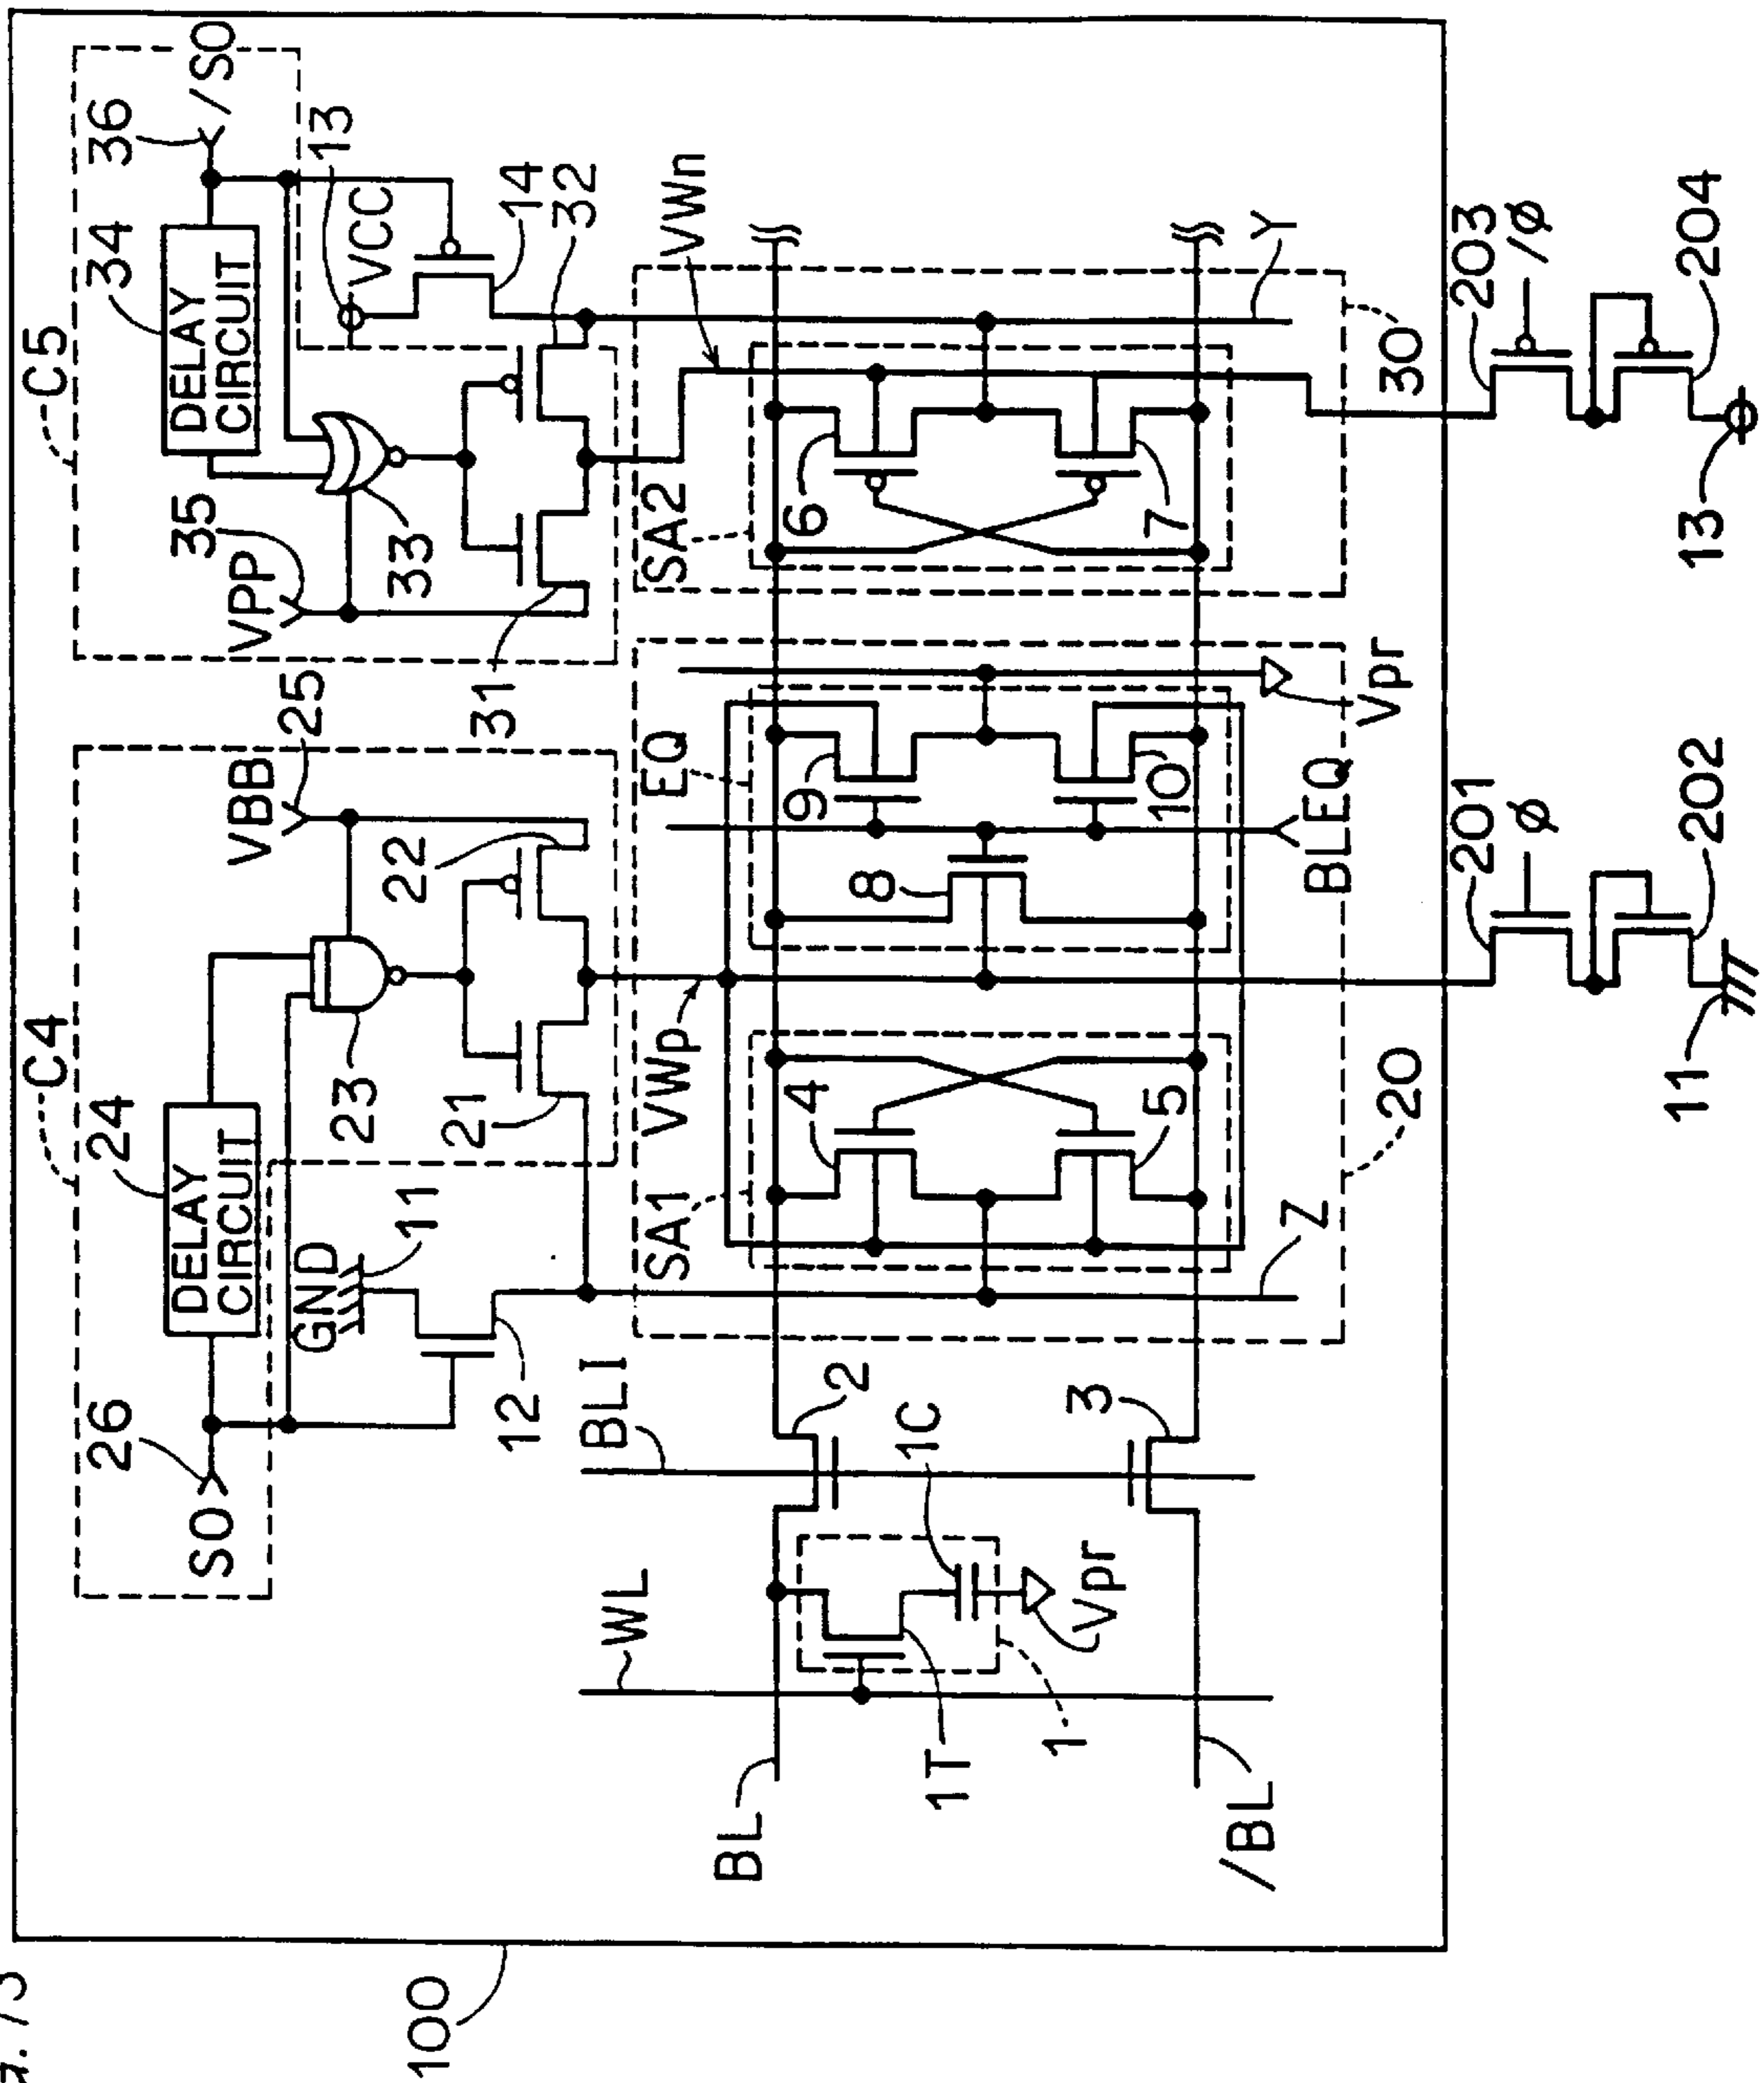 100
C4
C5
26
24
25
35
34
36
SO
DELAY
CIRCUIT
VBB
VPP
DELAY
CIRCUIT
/SO
GND
11
23
22
33
13
VCC
12
21
31
14
32
WL
BLI
SA1
VWp
EQ
SA2
VWn
BL
2
4
9
6
8
1C
1T
Vpr
1
3
5
10
7
/BL
Z
BLEQ
Vpr
Y
20
30
201
φ
203
/φ
11
202
13
204